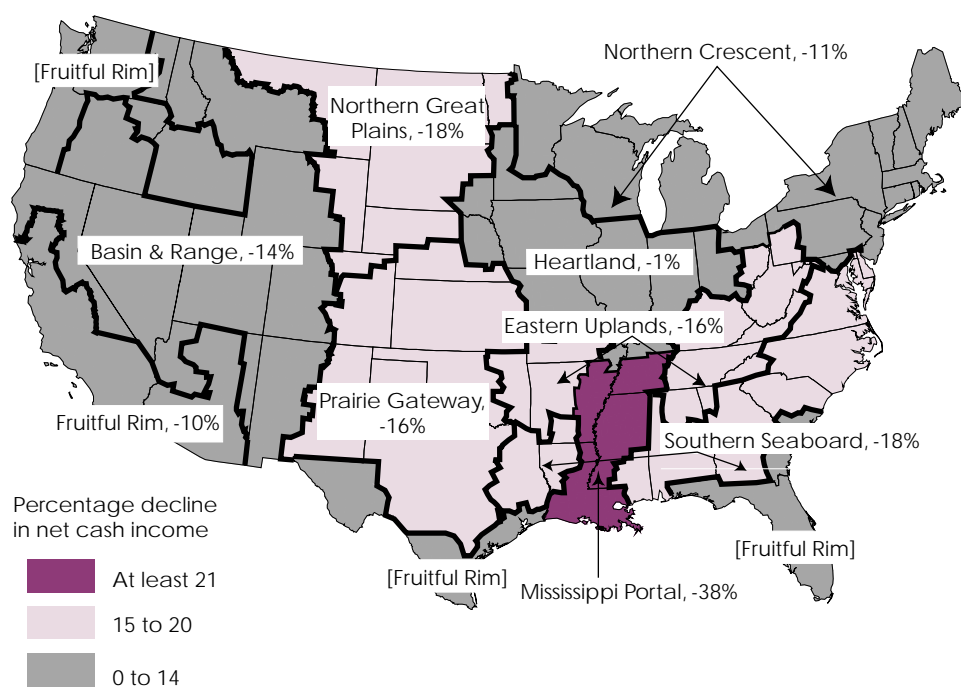 Northern Crescent, -11%
[Fruitful Rim]
Northern Great
Plains, -18%
Basin & Range, -14%
Heartland, -1%
Eastern Uplands, -16%
Prairie Gateway,
-16%
Fruitful Rim, -10%
Southern Seaboard, -18%
Percentage decline
in net cash income
At least 21
15 to 20
0 to 14
[Fruitful Rim]
[Fruitful Rim]
Mississippi Portal, -38%